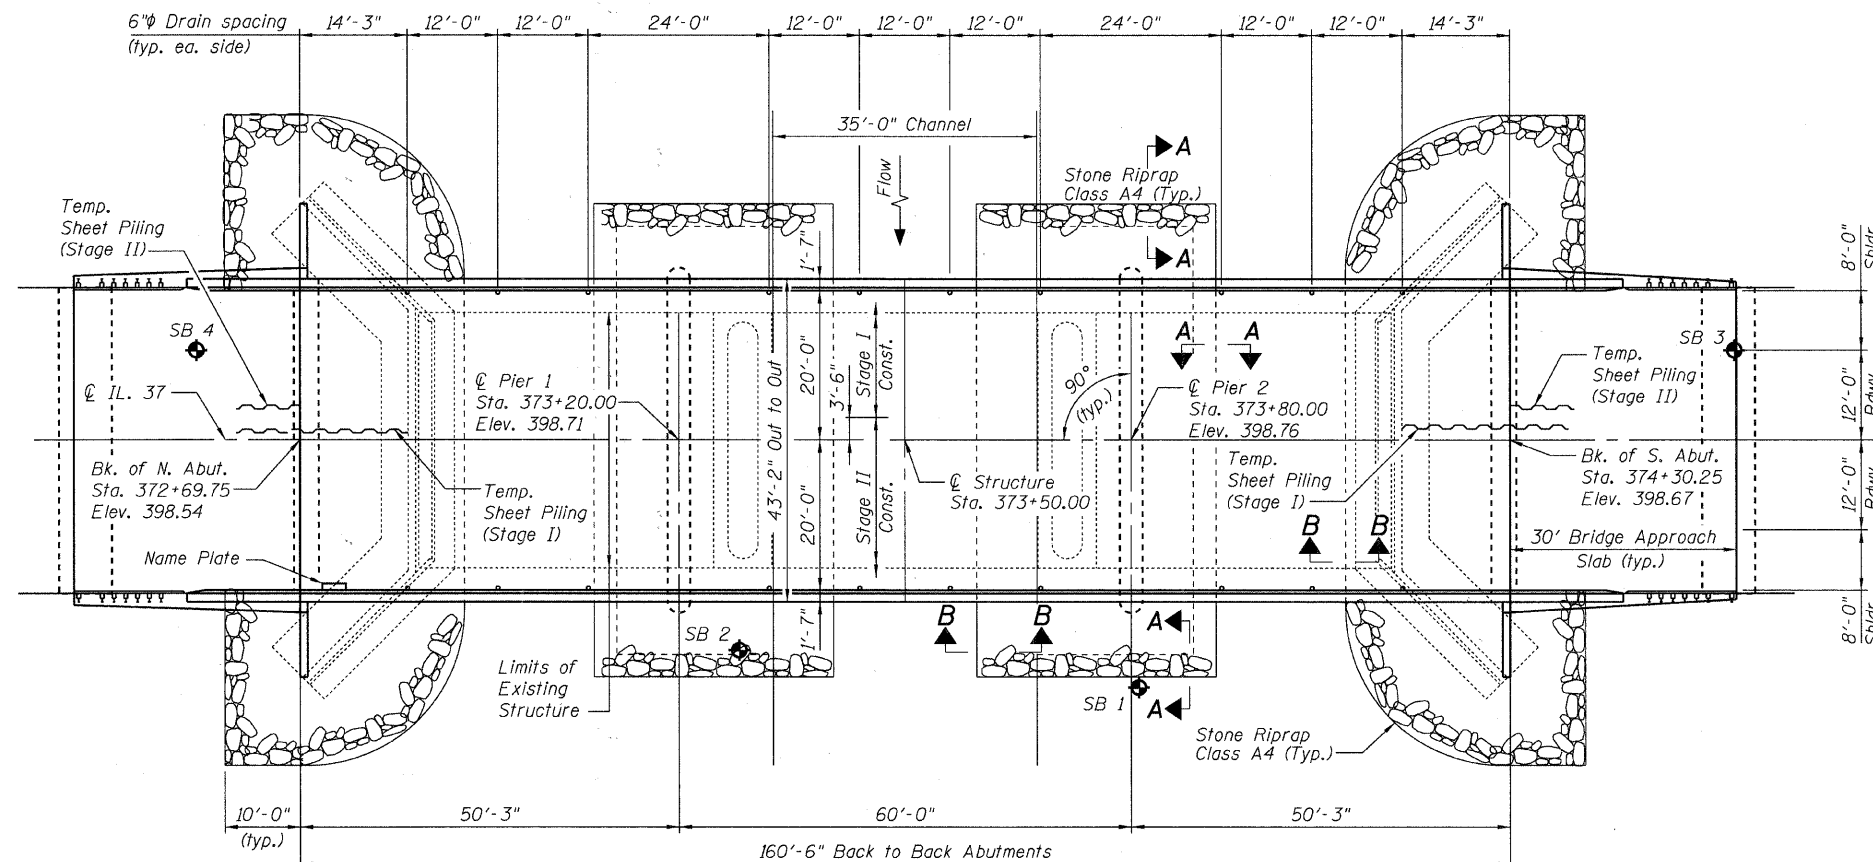 6"φ Drain spacing
(typ. ea. side)
14'-3"
12'-0"
12'-0"
24'-0"
12'-0"
12'-0"
12'-0"
24'-0"
12'-0"
12'-0"
14'-3"
35'-0" Channel
Flow
A
Stone Riprap
Class A4 (Typ.)
A
Temp.
Sheet Piling
(Stage II)
1'-7"
8'-0"
Shldr.
SB 4
SB 3
A
A
Temp.
Sheet Piling
(Stage II)
℄ IL. 37
℄ Pier 1
Sta. 373+20.00
Elev. 398.71
43'-2" Out to Out
20'-0"
3'-6"
Stage I
Const.
90°
(typ.)
℄ Pier 2
Sta. 373+80.00
Elev. 398.76
12'-0"
Rdwy.
Bk. of N. Abut.
Sta. 372+69.75
Elev. 398.54
Temp.
Sheet Piling
(Stage I)
20'-0"
Stage II
Const.
℄ Structure
Sta. 373+50.00
Temp.
Sheet Piling
(Stage I)
Bk. of S. Abut.
Sta. 374+30.25
Elev. 398.67
12'-0"
Rdwy.
B
B
30' Bridge Approach
Slab (typ.)
Name Plate
SB 2
1'-7"
B
B
A
8'-0"
Shldr.
Limits of
Existing
Structure
SB 1
A
Stone Riprap
Class A4 (Typ.)
10'-0"
(typ.)
50'-3"
60'-0"
50'-3"
160'-6" Back to Back Abutments